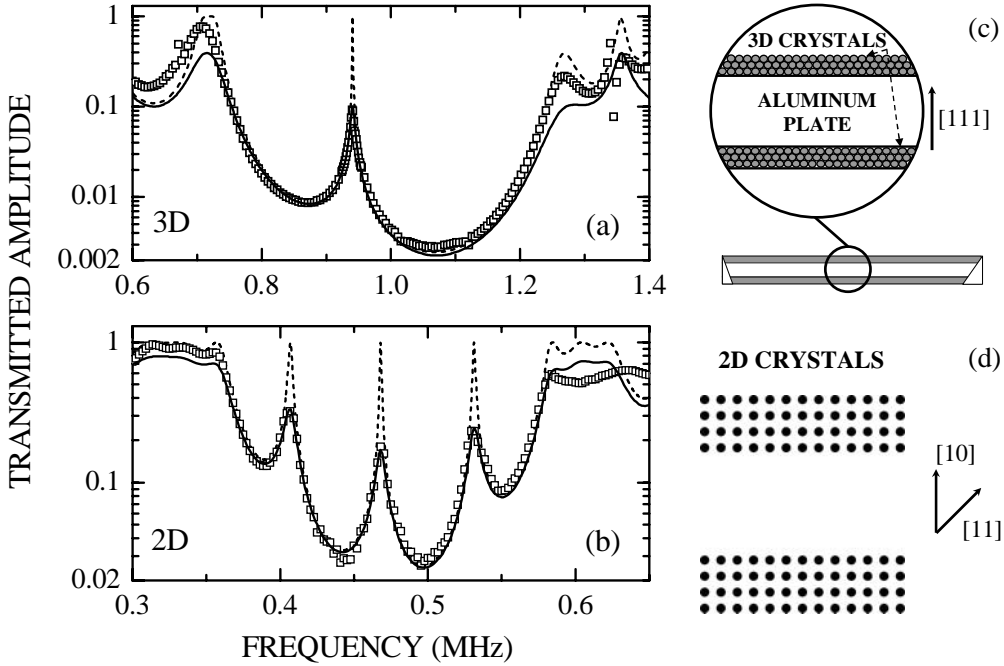 TRANSMITTED AMPLITUDE
1
0.1
0.01
0.002
3D
(a)
0.6 0.8 1.0 1.2 1.4
1
0.1
0.02
2D
(b)
0.3 0.4 0.5 0.6
FREQUENCY (MHz)
(c)
3D CRYSTALS
ALUMINUM
PLATE
[111]
(d)
2D CRYSTALS
[10]
[11]